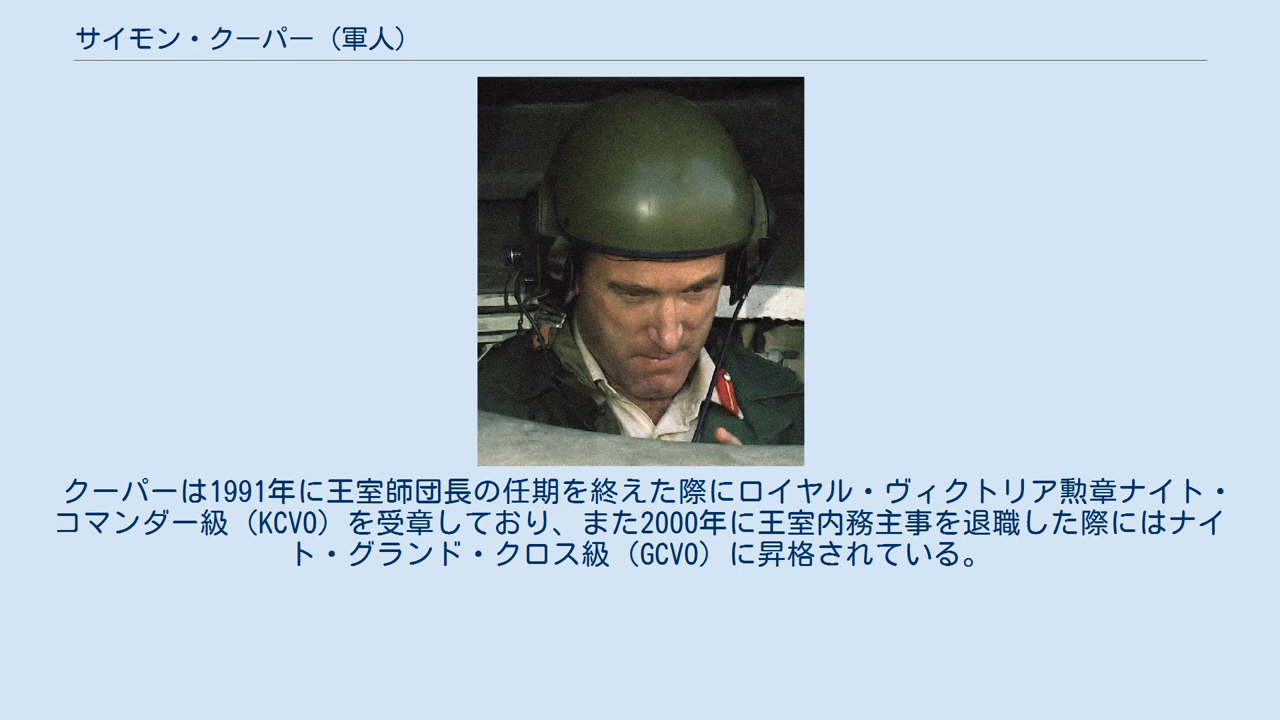 サイモン・クーパー（軍人）
クーパーは1991年に王室師団長の任期を終えた際にロイヤル・ヴィクトリア勲章ナイト・
コマンダー級（KCVO）を受章しており、また2000年に王室内務主事を退職した際にはナイ
ト・グランド・クロス級（GCVO）に昇格されている。